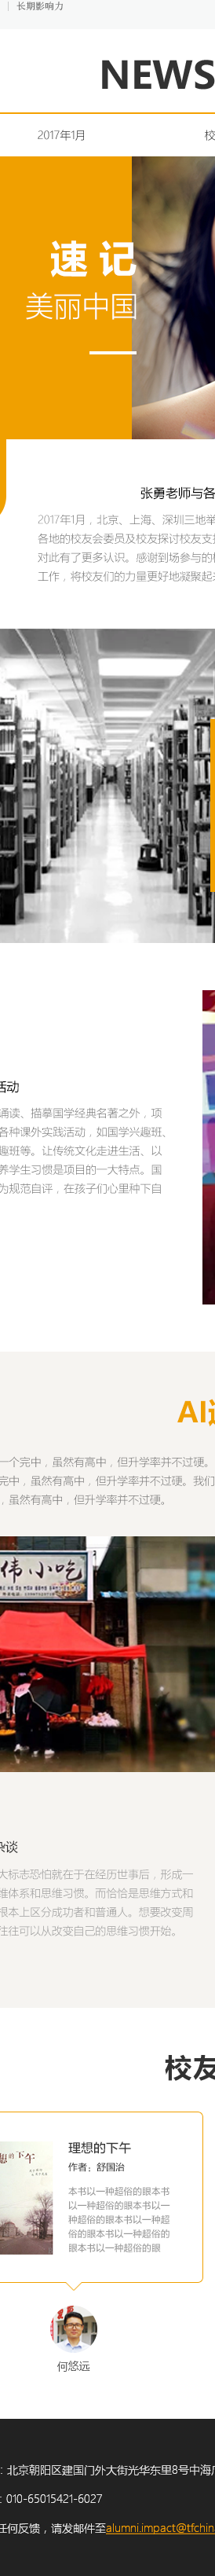 长期影响力
NEWS
2017年1月
校
速记
美丽中国
张勇老师与各
2017年1月，北京、上海、深圳三地举
各地的校友会委员及校友探讨校友支
对此有了更多认识。感谢到场参与的
工作，将校友们的力量更好地凝聚起
活动
诵读、描摹国学经典名著之外，项
各种课外实践活动，如国学兴趣班、
趣班等。让传统文化走进生活、以
养学生习惯是项目的一大特点。国
为规范自评，在孩子们心里种下自
AI
一个完中，虽然有高中，但升学率并不过硬。
完中，虽然有高中，但升学率并不过硬。我们
，虽然有高中，但升学率并不过硬。
伟小吃
杂谈
大标志恐怕就在于在经历世事后，形成一
维体系和思维习惯。而恰恰是思维方式和
根本上区分成功者和普通人。想要改变周
往往可以从改变自己的思维习惯开始。
校友
想的下午
理想的下午
作者：舒国治
本书以一种超俗的眼本书
以一种超俗的眼本书以一
种超俗的眼本书以一种超
俗的眼本书以一种超俗的
眼本书以一种超俗的眼
何悠远
：北京朝阳区建国门外大街光华东里8号中海广
：010-65015421-6027
任何反馈，请发邮件至alumni.impact@tfchin